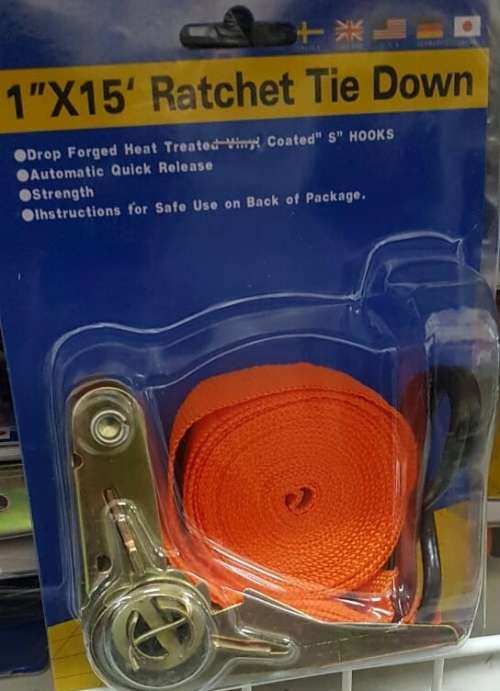 1"X15' Ratchet Tie Down
●Drop Forged Heat Treated Vinyl Coated" S" HOOKS
●Automatic Quick Release
●Strength
●Ihstructions for Safe Use on Back of Package.